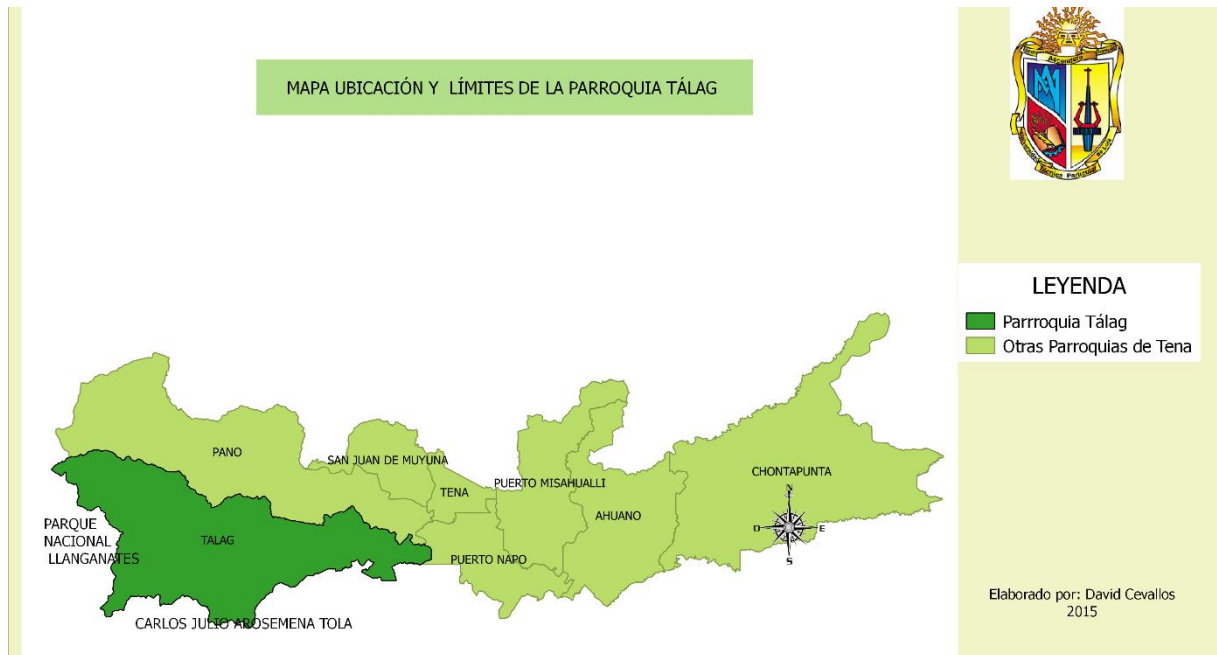 MAPA UBICACIÓN Y LÍMITES DE LA PARROQUIA TÁLAG
LEYENDA
Parrroquia Tálag
Otras Parroquias de Tena
PANO
SAN JUAN DE MUYUNA
TENA
PUERTO MISAHUALLI
CHONTAPUNTA
AHUANO
PARQUE
NACIONAL
LLANGANATES
TALAG
PUERTO NAPO
CARLOS JULIO AROSEMENA TOLA
N
O
E
S
Elaborado por: David Cevallos
2015